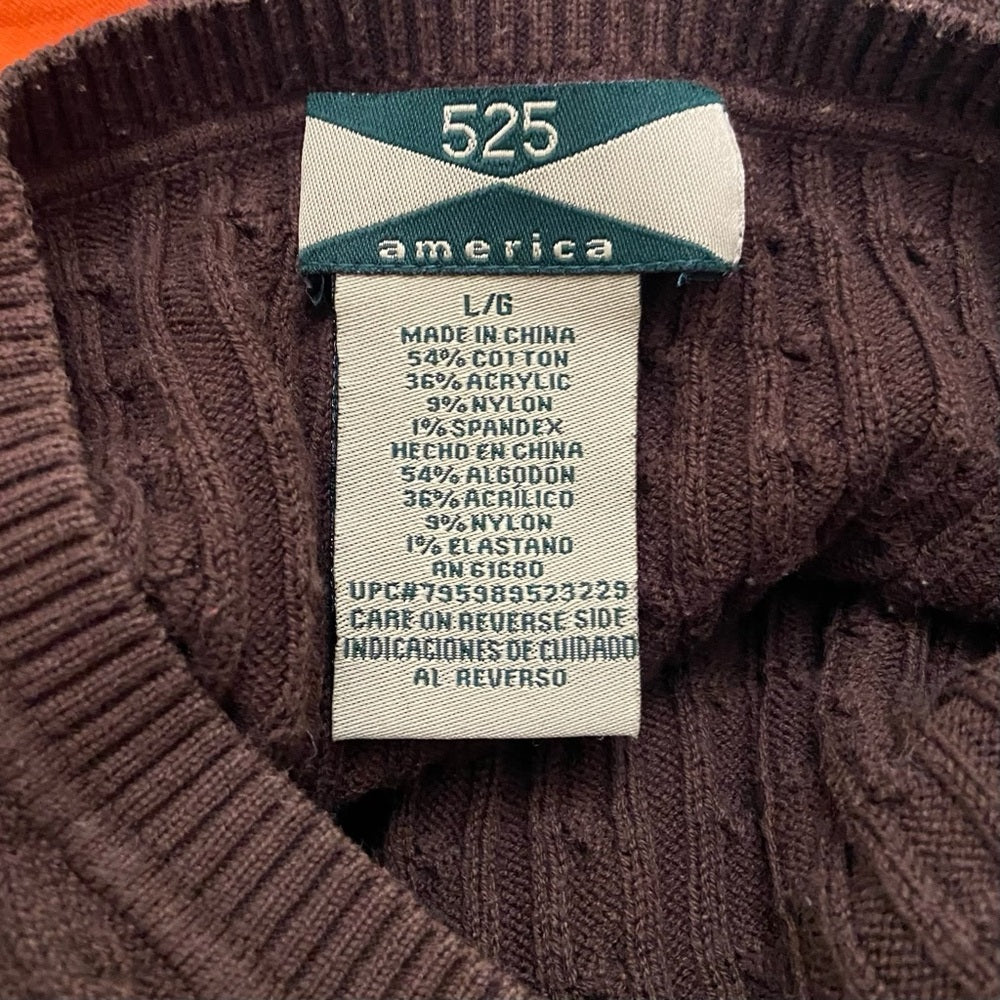 525
america
L/G
MADE IN CHINA
54% COTTON
36% ACRYLIC
9% NYLON
1% SPANDEX
HECHO EN CHINA
54% ALGODON
36% ACRILICO
9% NYLON
1% ELASTANO
RN 61680
UPC#795989523229
CARE ON REVERSE SIDE
INDICACIONES DE CUIDADO
AL REVERSO